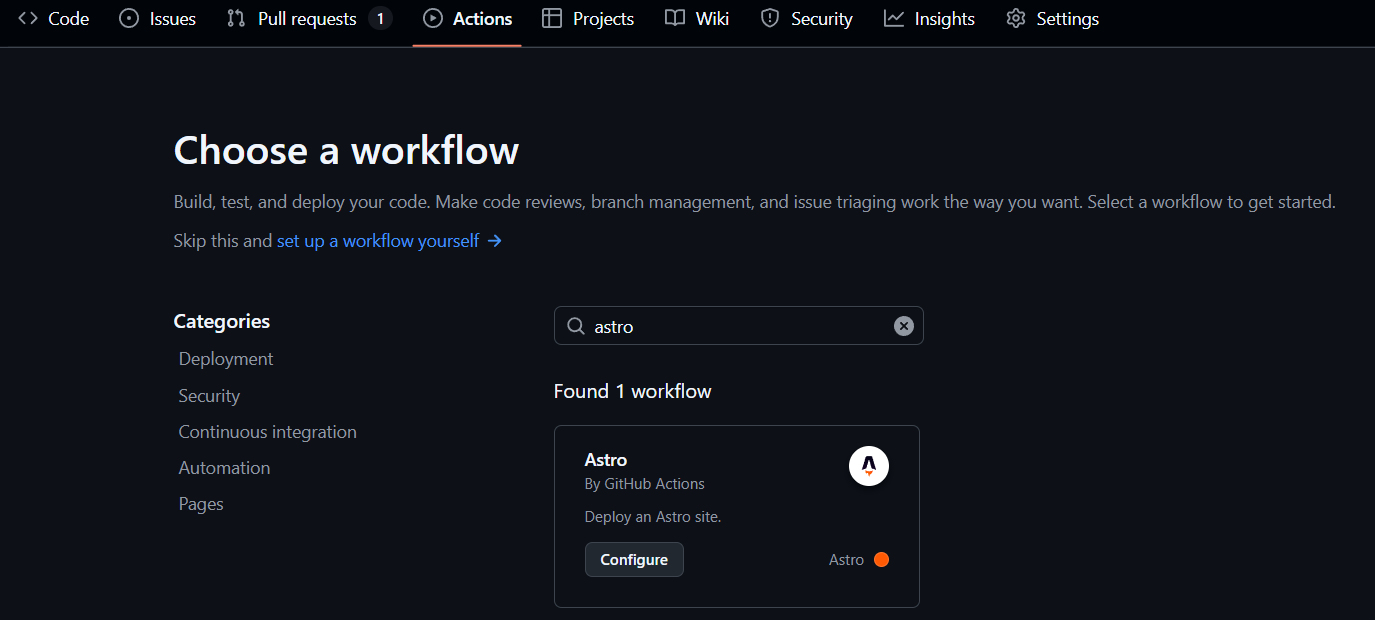 Code Issues Pull requests 1 Actions Projects Wiki Security Insights Settings
Choose a workflow
Build, test, and deploy your code. Make code reviews, branch management, and issue triaging work the way you want. Select a workflow to get started.
Skip this and set up a workflow yourself →
Categories
Deployment
Security
Continuous integration
Automation
Pages
astro
Found 1 workflow
Astro
By GitHub Actions
Deploy an Astro site.
Configure
Astro